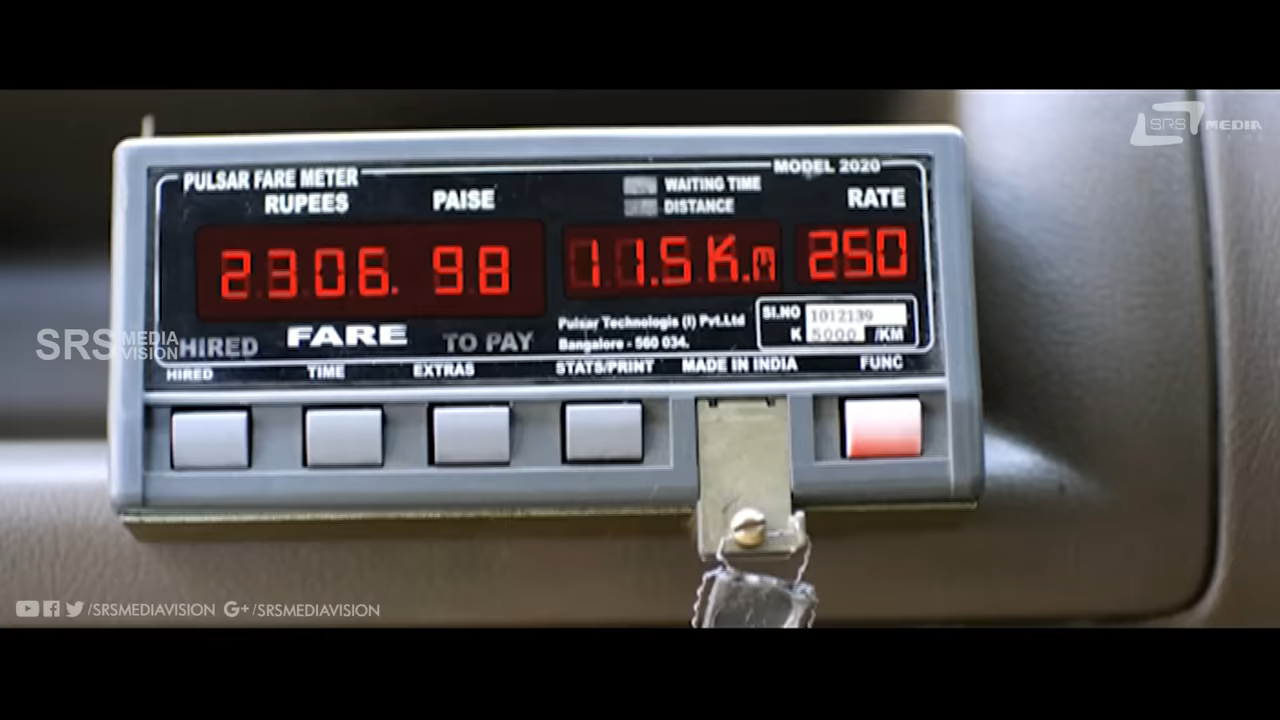 SRS MEDIA
MODEL 2020
PULSAR FARE METER
RUPEES PAISE
WAITING TIME
DISTANCE
RATE
2306. 98 11.5 K.m 250
Pulsar Technologis (I) Pvt.Ltd
Bangalore - 560 034.
SI.NO 1012139
K 5000 /KM
SRS MEDIA VISION
HIRED FARE TO PAY
HIRED TIME EXTRAS STATS/PRINT MADE IN INDIA FUNC
/SRSMEDIAVISION G+/SRSMEDIAVISION